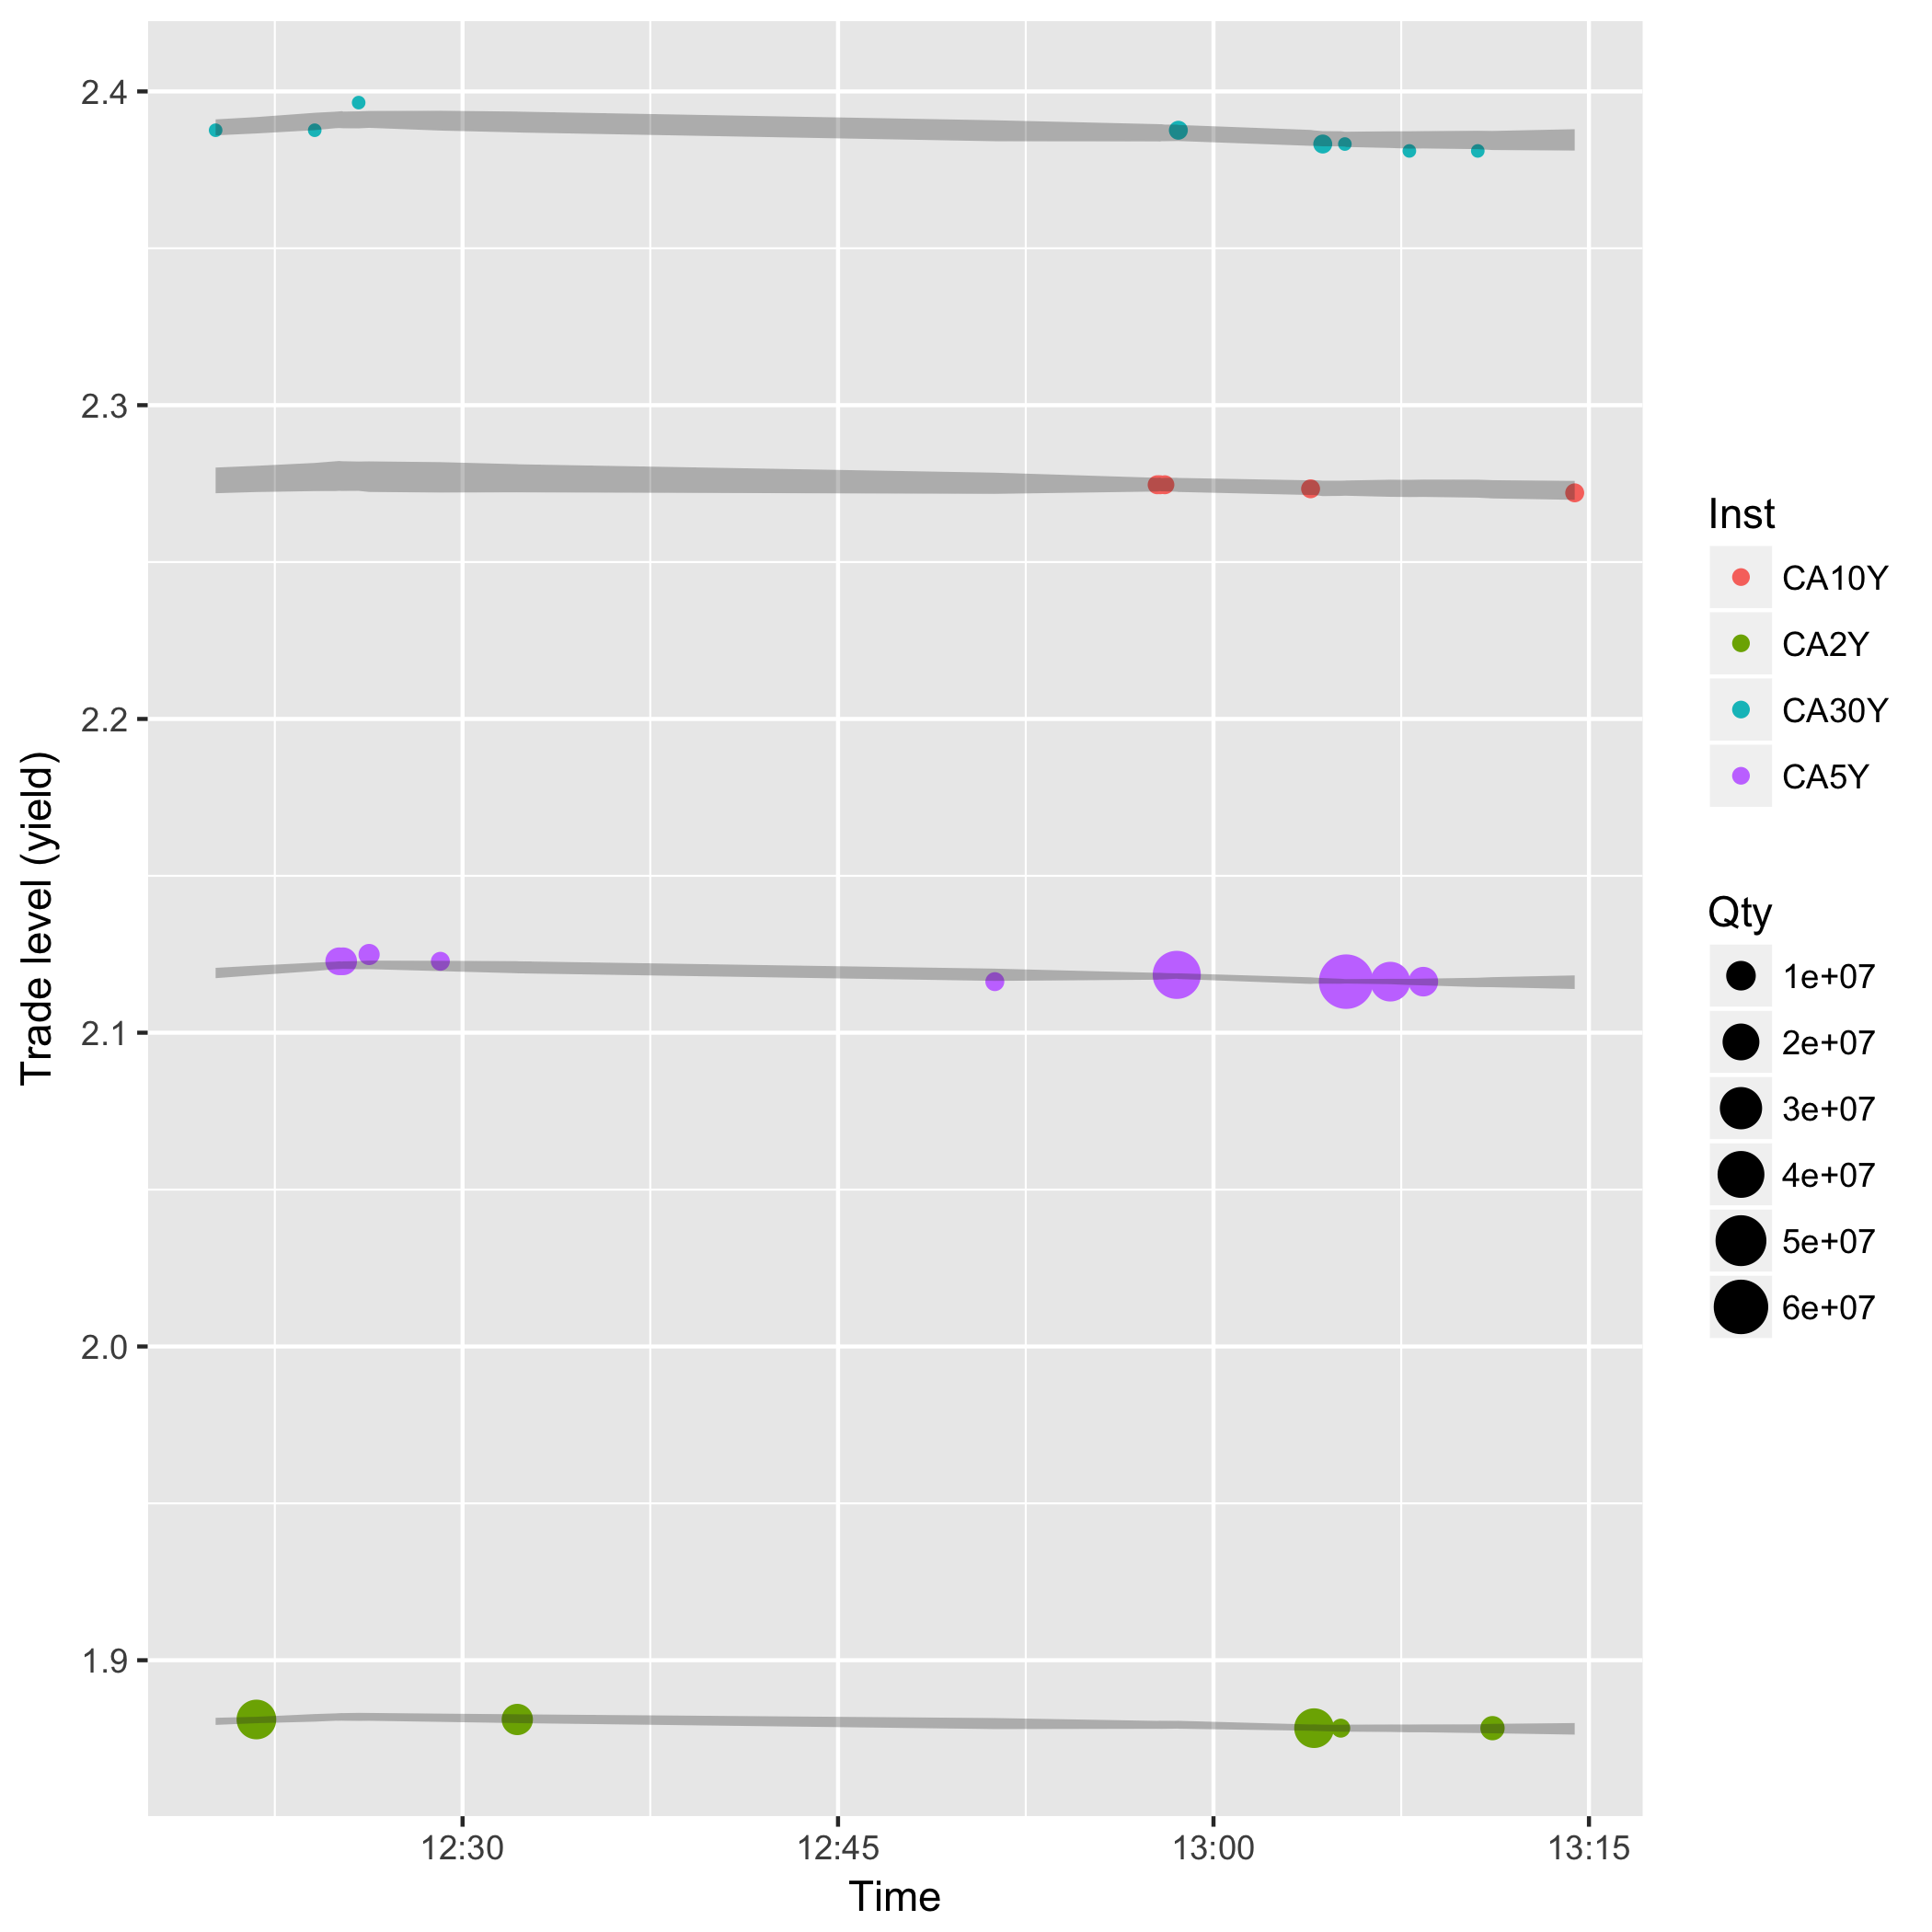 Trade level (yield)
2.4
2.3
2.2
2.1
2.0
1.9
12:30
12:45
13:00
13:15
Time
Inst
CA10Y
CA2Y
CA30Y
CA5Y
Qty
1e+07
2e+07
3e+07
4e+07
5e+07
6e+07